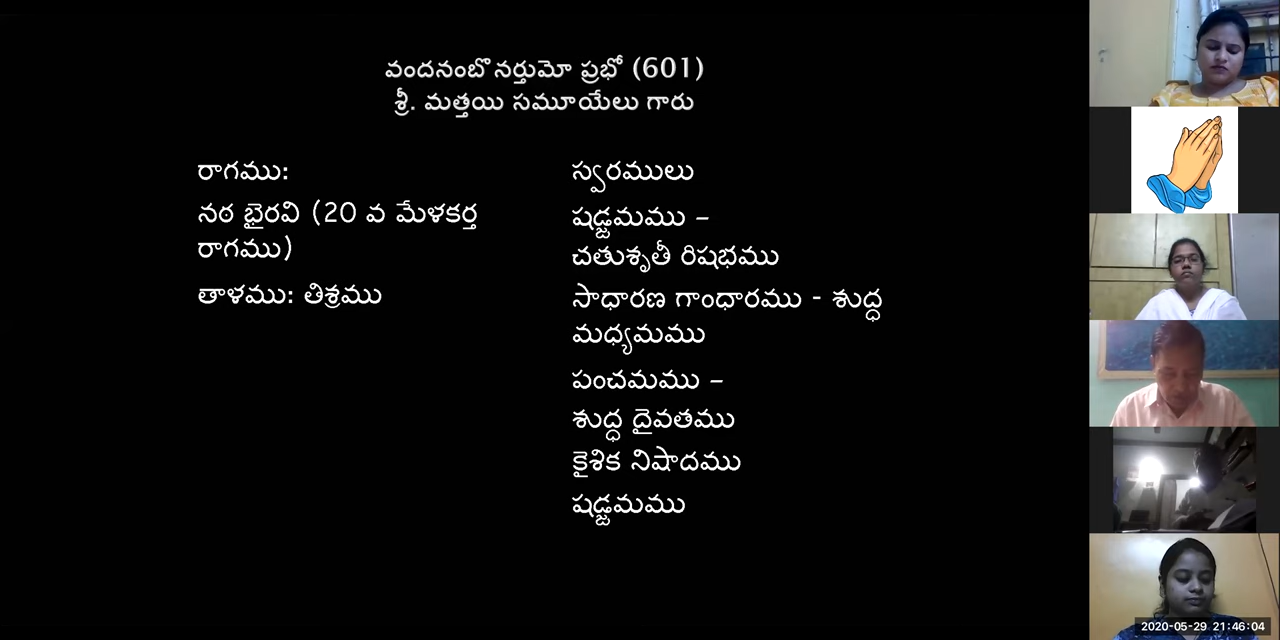 వందనంబొనర్తుమో ప్రభో (601)
శ్రీ. మత్తయి సమూయేలు గారు
రాగము:
నఠ భైరవి (20 వ మేళకర్త
రాగము)
తాళము: తిశ్రము
స్వరములు
షడ్జమము –
చతుశృతీ రిషభము
సాధారణ గాంధారము - శుద్ధ
మధ్యమము
పంచమము –
శుద్ధ దైవతము
కైశిక నిషాదము
షడ్జమము
2020-05-29 21:46:04